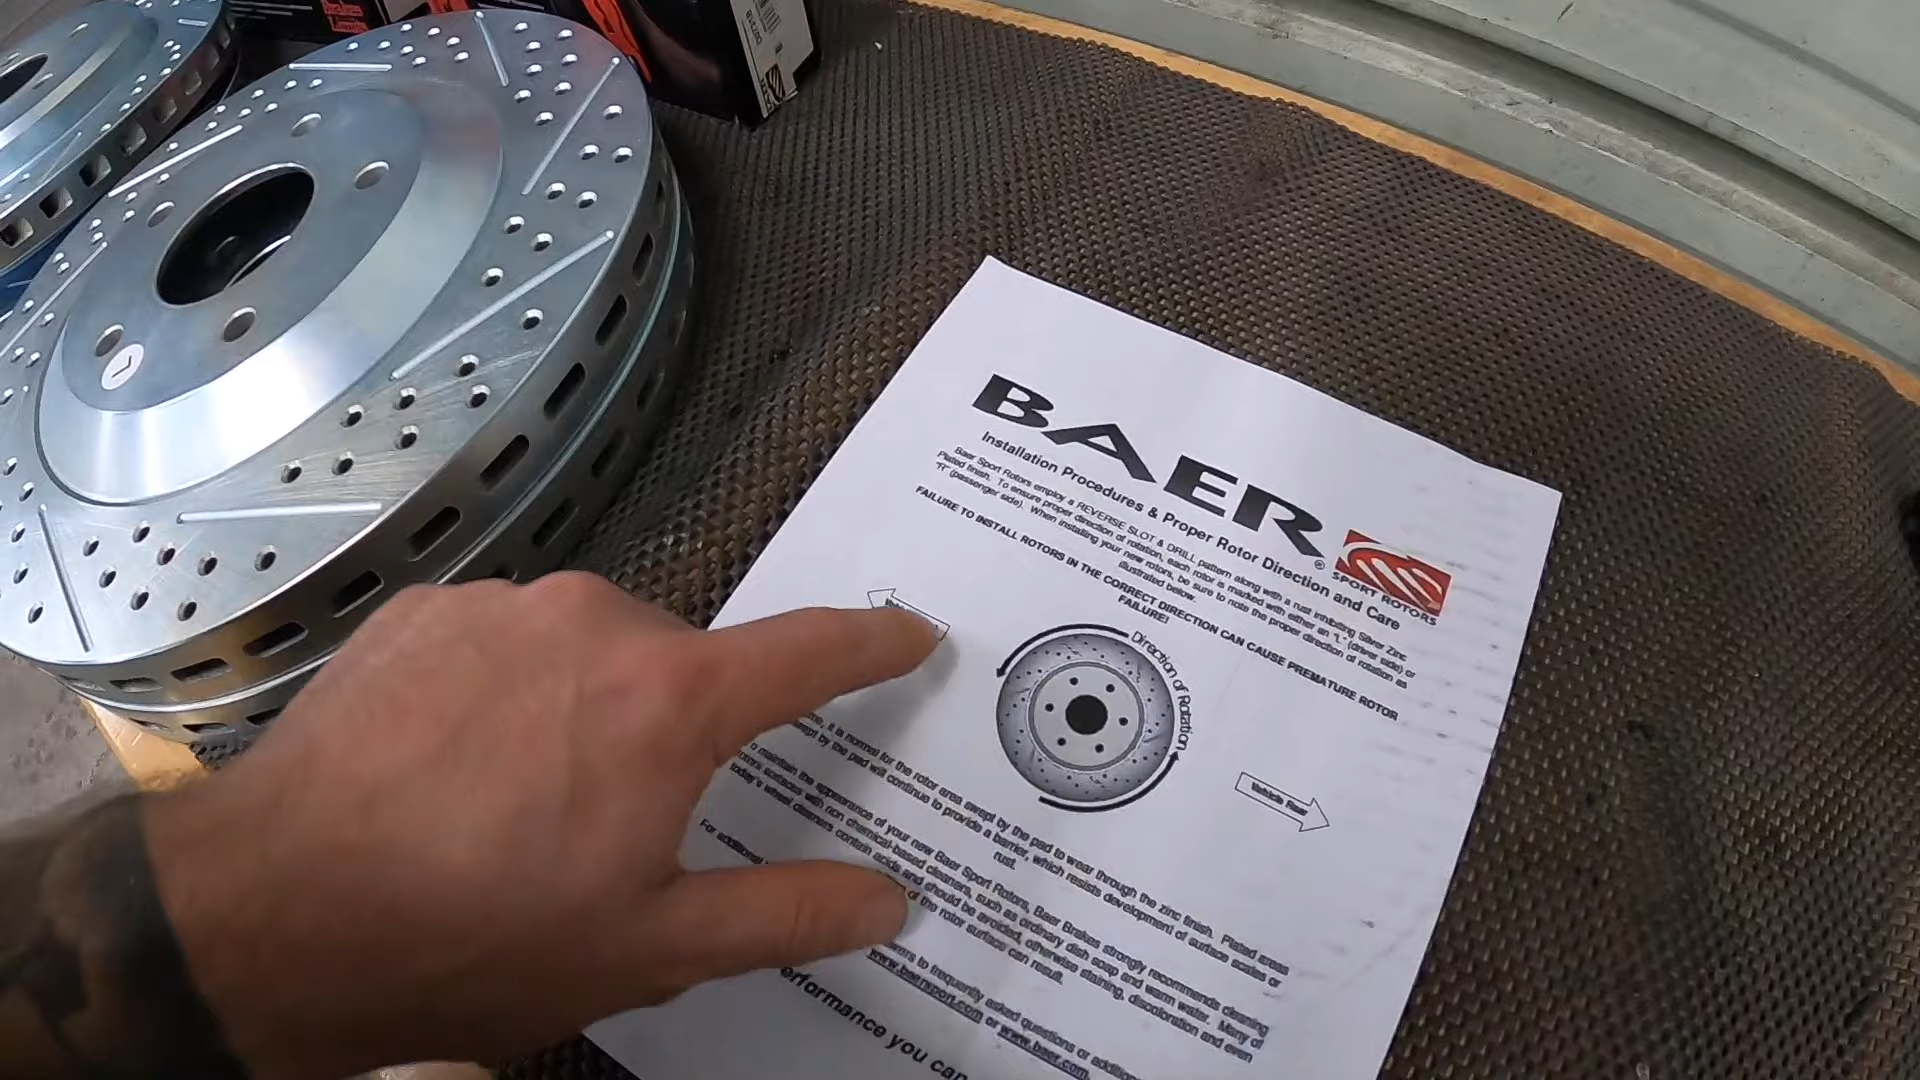 BAER®
SPORT ROTORS
Installation Procedures & Proper Rotor Direction and Care
Baer Sport Rotors employ a REVERSE SLOT & DRILL pattern along with a rust inhibiting Silver Zinc
Plated finish. To ensure proper direction of rotation, each rotor is marked with either an "L" (driver side) or
"R" (passenger side). When installing your new rotors, be sure to note the proper direction of rotation as
illustrated below.
FAILURE TO INSTALL ROTORS IN THE CORRECT DIRECTION CAN CAUSE PREMATURE ROTOR
FAILURE!
Direction of Rotation
Vehicle Rear
it is normal for the rotor area swept by the pad to wear through the zinc finish. Plated areas
by the pad will continue to provide a barrier, which resists development of surface scales or
rust.
o maintain the appearance of your new Baer Sport Rotors, Baer Brakes strongly recommends cleaning
surfaces with non chemical-based cleaners, such as ordinary dish soap and warm water. Many of
today's wheel cleaners contain acids and should be avoided, otherwise staining, discoloration and even
of the rotor surface can result.
For additional
to frequently asked questions or
www.baersport.com or www.baer.com.
you can
L